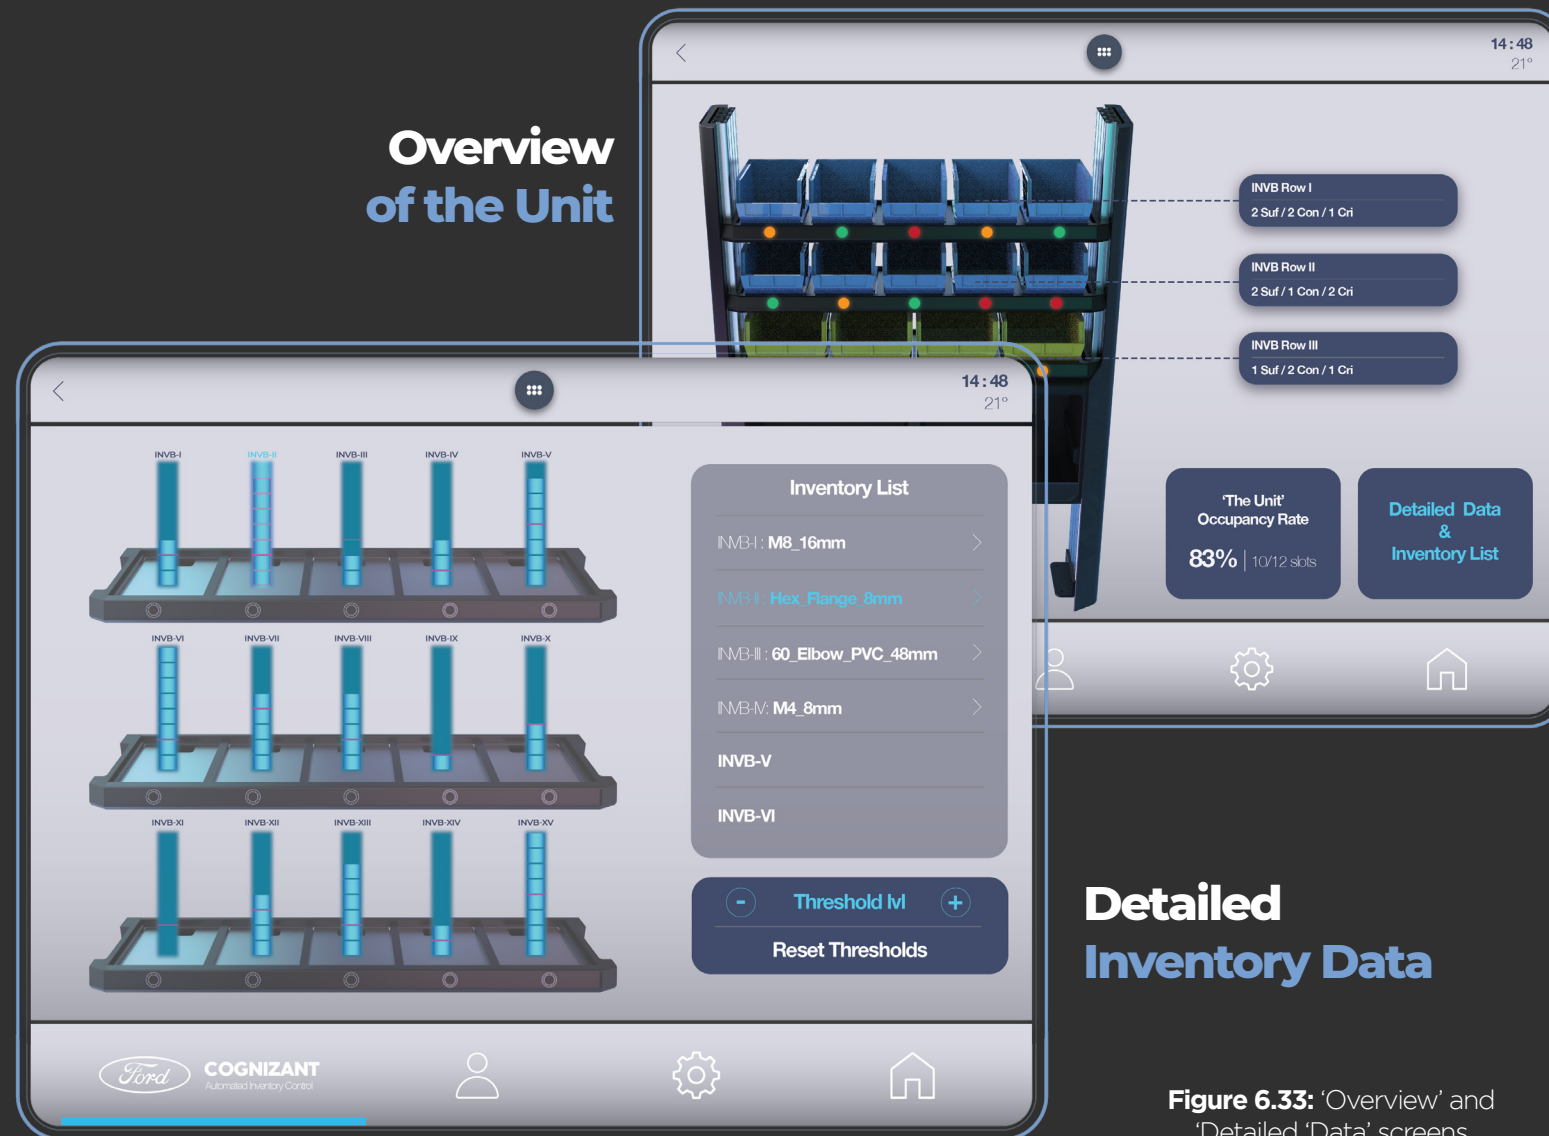 Overview
of the Unit
14:48
21°
INVB Row I
2 Suf / 2 Con / 1 Cri
INVB Row II
2 Suf / 1 Con / 2 Cri
INVB Row III
1 Suf / 2 Con / 1 Cri
'The Unit'
Occupancy Rate
83% | 10/12 slots
Detailed Data
&
Inventory List
14:48
21°
INVB-I INVB-II INVB-III INVB-IV INVB-V
INVB-VI INVB-VII INVB-VIII INVB-IX INVB-X
INVB-XI INVB-XII INVB-XIII INVB-XIV INVB-XV
Inventory List
INVB-I : M8_16mm
INVB-II : Hex_Flange_8mm
INVB-III : 60_Elbow_PVC_48mm
INVB-IV: M4_8mm
INVB-V
INVB-VI
- Threshold lvl +
Reset Thresholds
Ford
COGNIZANT
Automated Inventory Control
Detailed
Inventory Data
Figure 6.33: ‘Overview’ and
‘Detailed ‘Data’ screens